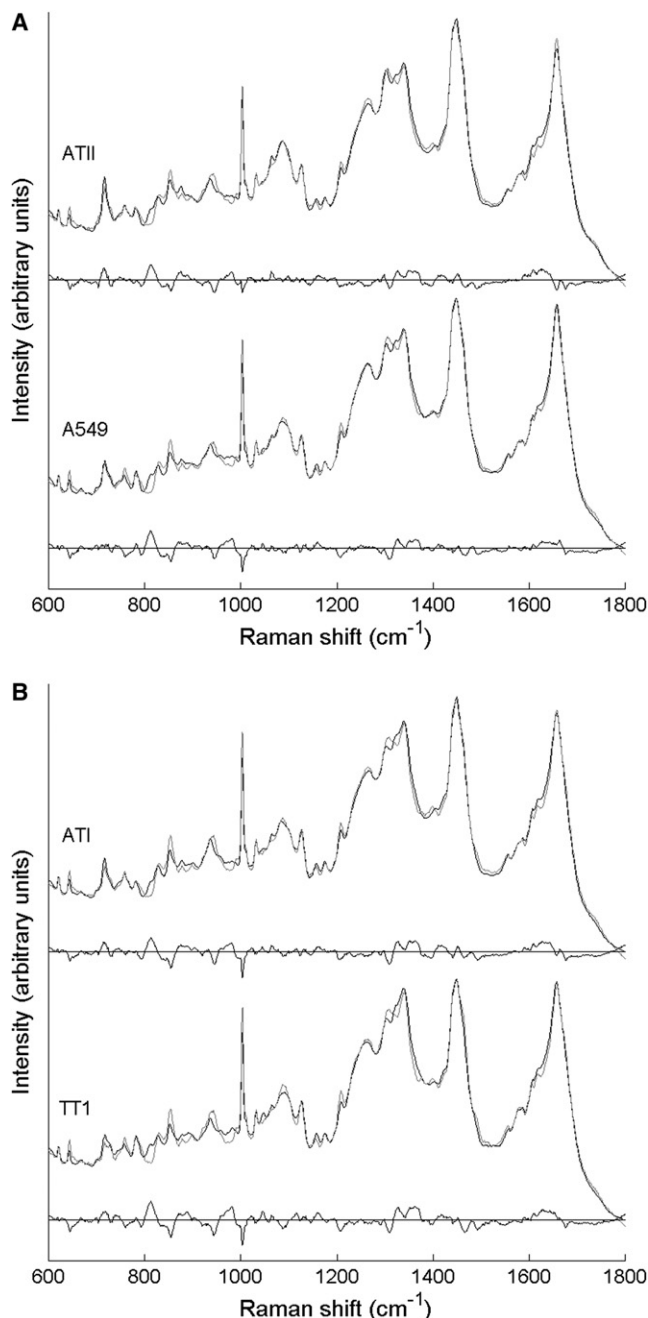 A
ATII
A549
Intensity (arbitrary units)
600 800 1000 1200 1400 1600 1800
Raman shift (cm⁻¹)
B
ATI
TT1
Intensity (arbitrary units)
600 800 1000 1200 1400 1600 1800
Raman shift (cm⁻¹)